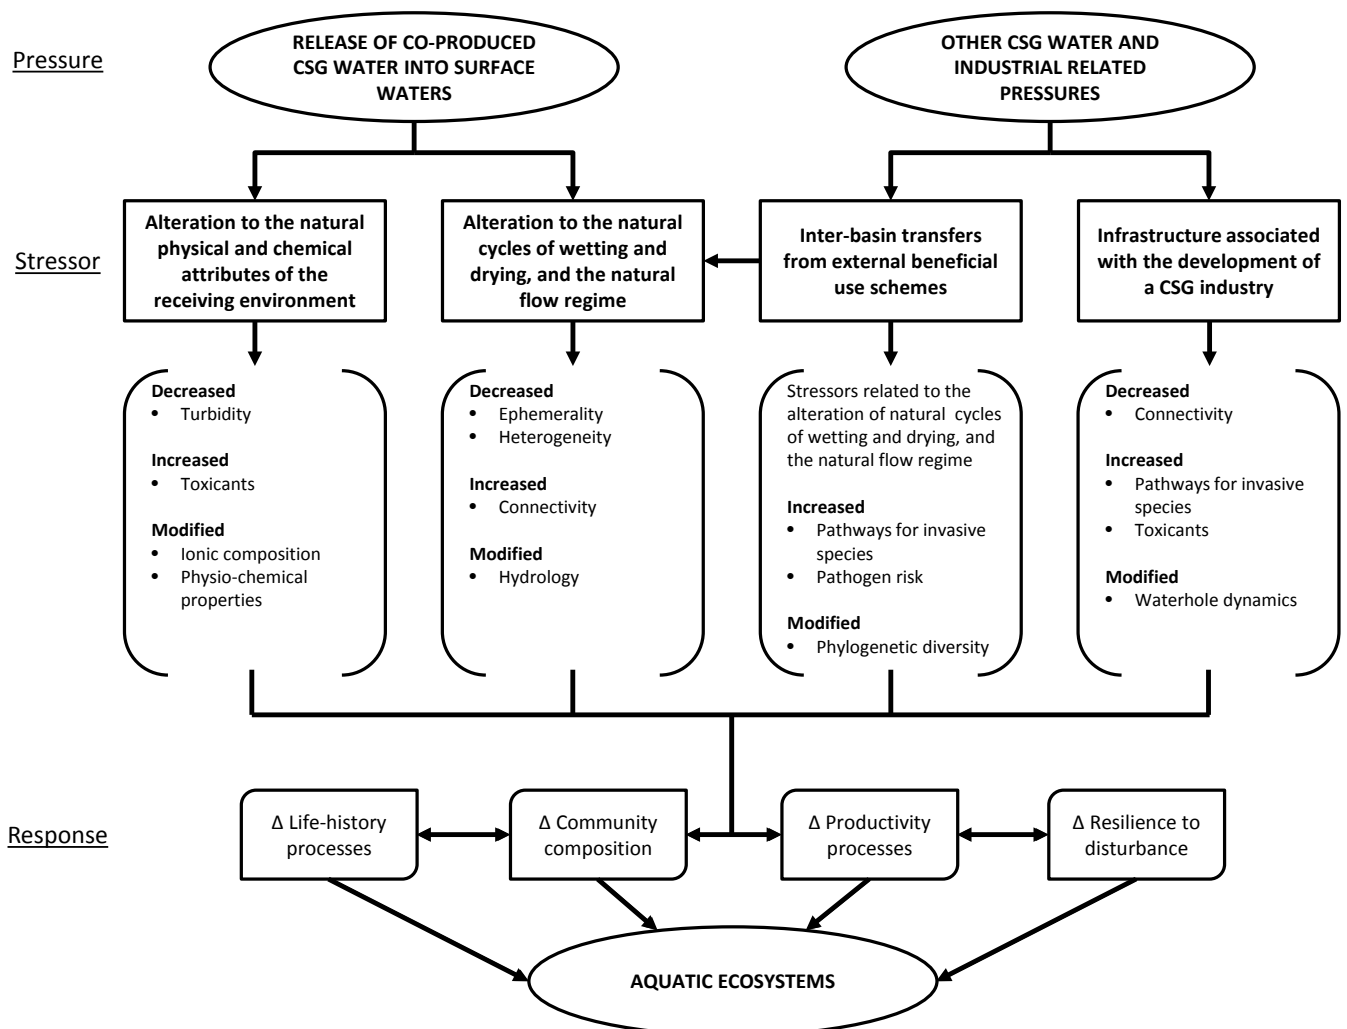 Pressure
RELEASE OF CO-PRODUCED
CSG WATER INTO SURFACE
WATERS
OTHER CSG WATER AND
INDUSTRIAL RELATED
PRESSURES
Stressor
Alteration to the natural
physical and chemical
attributes of the
receiving environment
Alteration to the natural
cycles of wetting and
drying, and the natural
flow regime
Inter-basin transfers
from external beneficial
use schemes
Infrastructure associated
with the development of
a CSG industry
Decreased
• Turbidity
Increased
• Toxicants
Modified
• Ionic composition
• Physio-chemical
properties
Decreased
• Ephemerality
• Heterogeneity
Increased
• Connectivity
Modified
• Hydrology
Stressors related to the
alteration of natural cycles
of wetting and drying, and
the natural flow regime
Increased
• Pathways for invasive
species
• Pathogen risk
Modified
• Phylogenetic diversity
Decreased
• Connectivity
Increased
• Pathways for invasive
species
• Toxicants
Modified
• Waterhole dynamics
Response
Δ Life-history
processes
Δ Community
composition
Δ Productivity
processes
Δ Resilience to
disturbance
AQUATIC ECOSYSTEMS